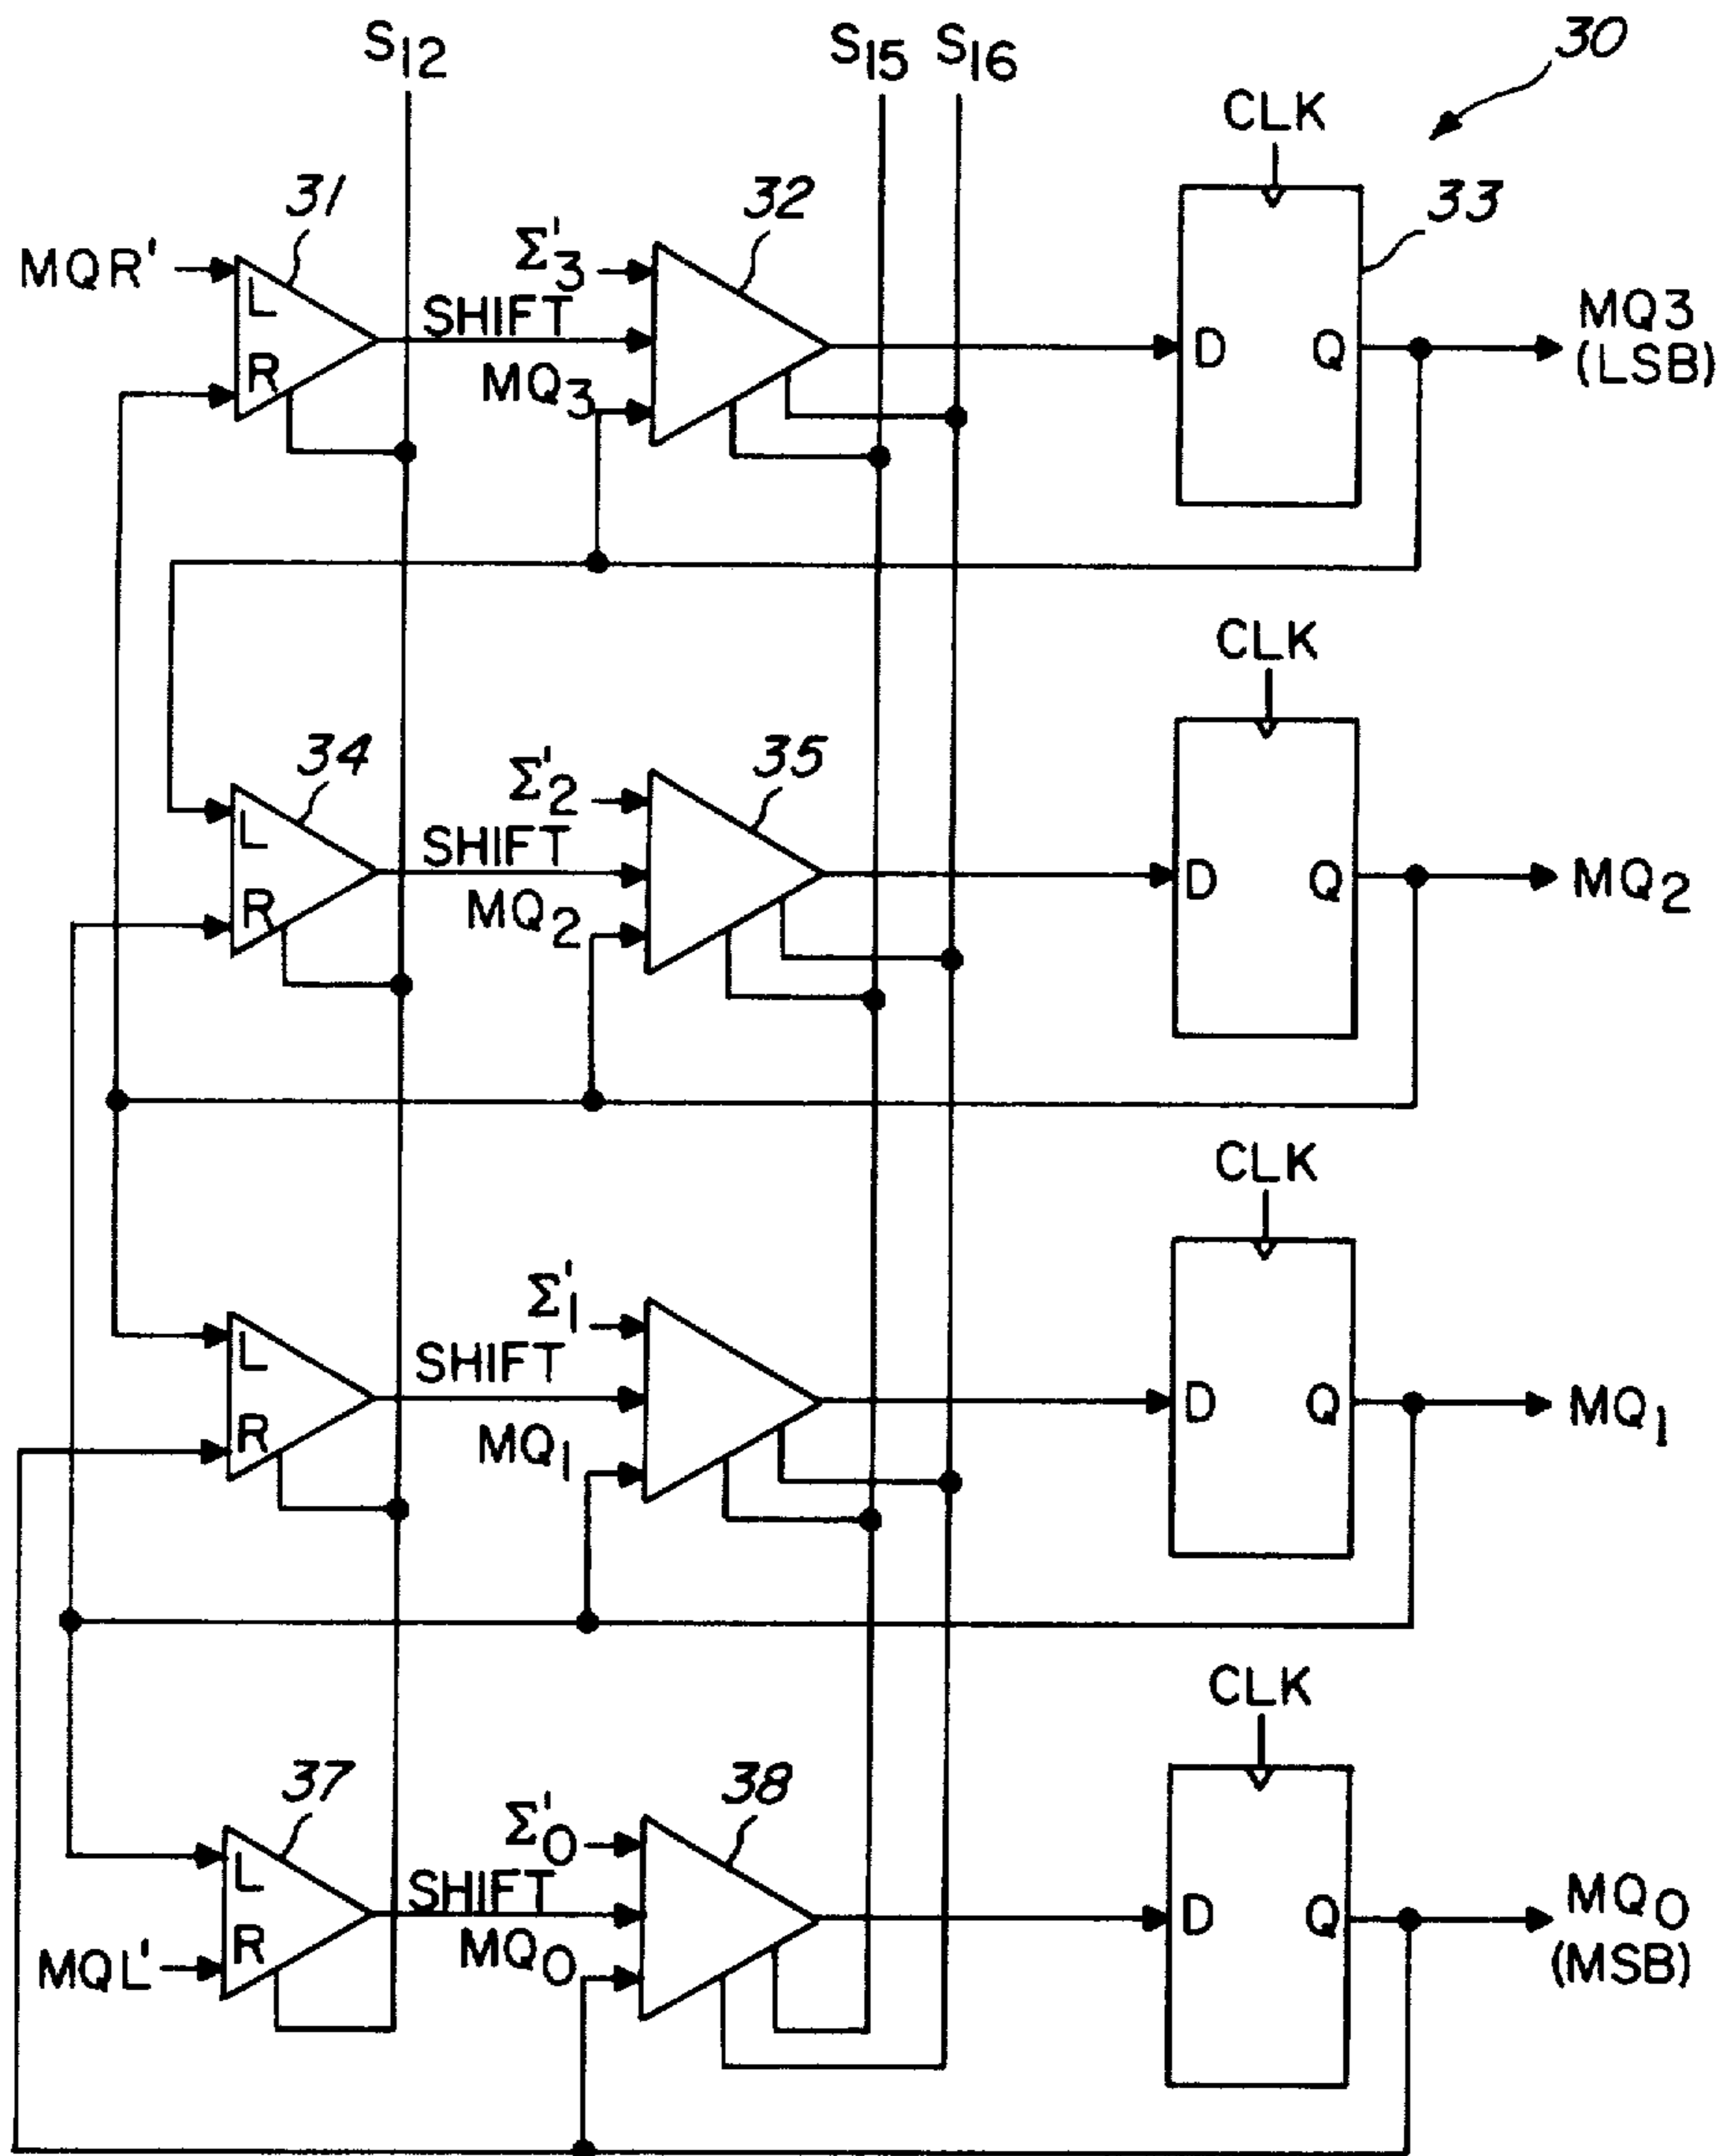 S12 S15 S16 30
CLK
31 32 33
MQR' Σ'3
L SHIFT MQ3
R MQ3 D Q (LSB)
CLK
34 35
Σ'2
L SHIFT
R MQ2 D Q MQ2
CLK
Σ'1
L SHIFT
R MQ1 D Q MQ1
CLK
37 38
Σ'0
L SHIFT MQ0
R MQ0 D Q (MSB)
MQL'